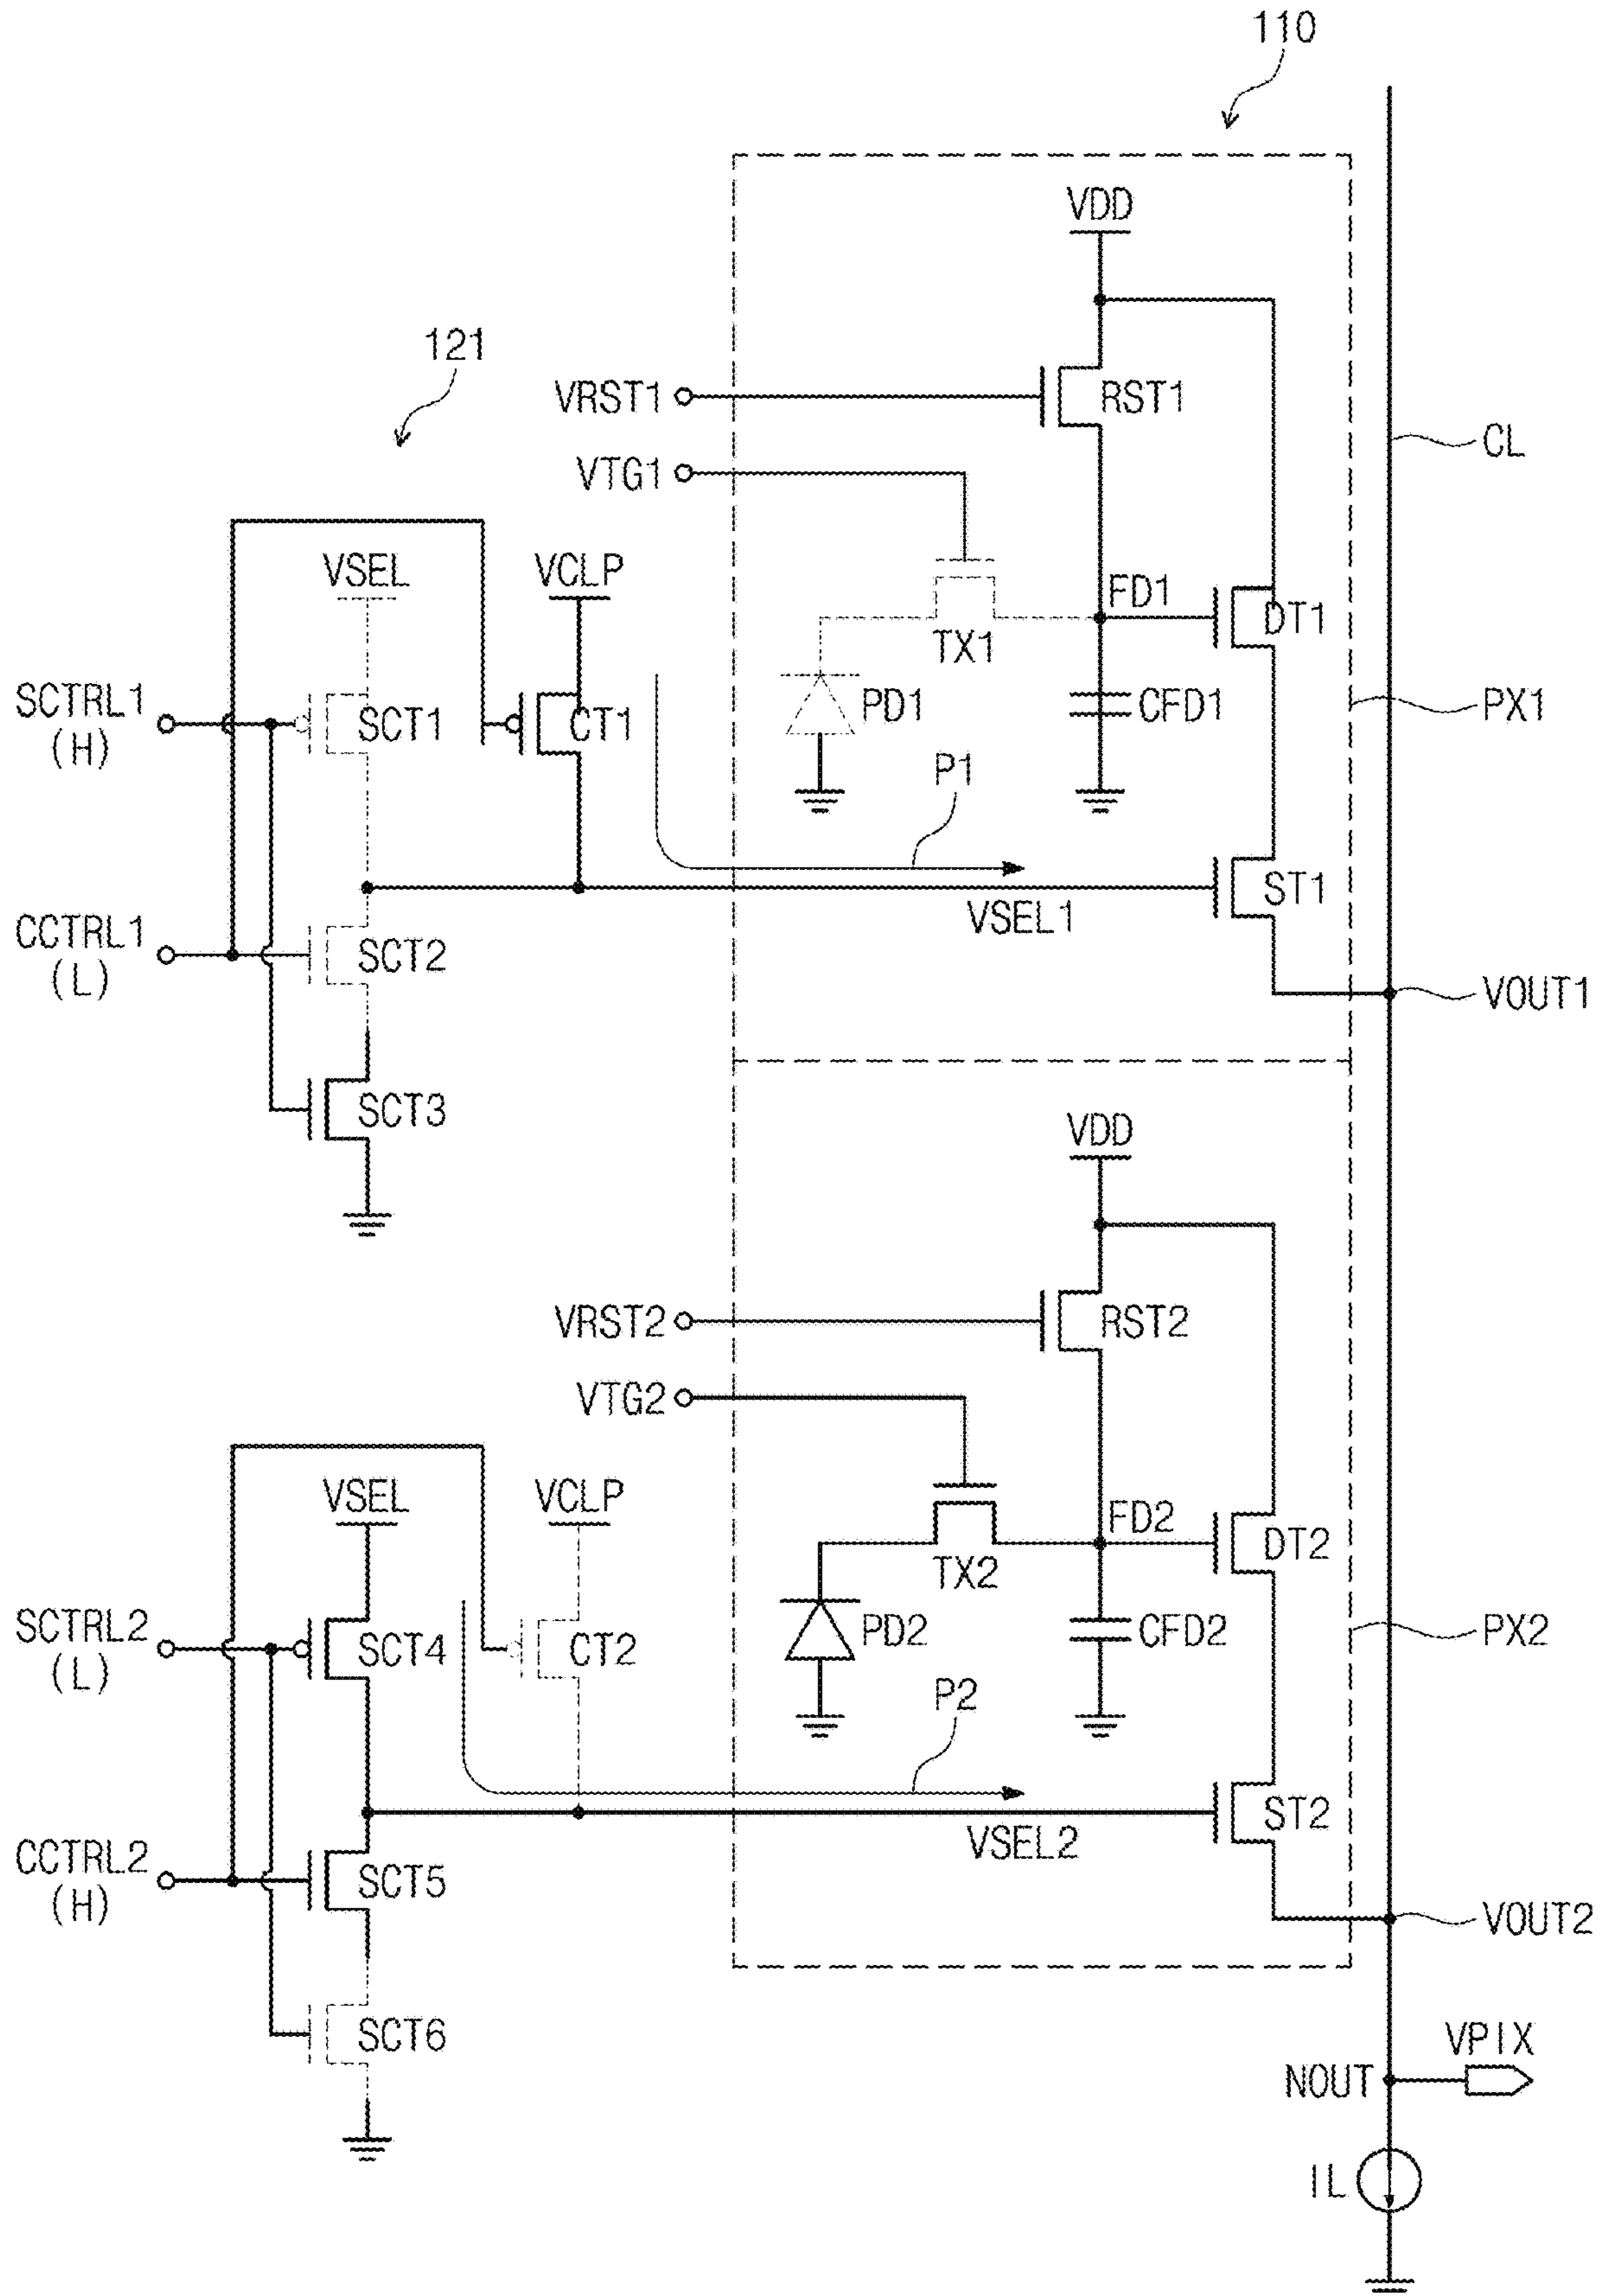 110
VDD
121
VRST1
RST1
CL
VTG1
VSEL
VCLP
FD1
DT1
TX1
SCTRL1
(H)
SCT1
CT1
PD1
CFD1
PX1
P1
ST1
VSEL1
CCTRL1
(L)
SCT2
VOUT1
SCT3
VDD
VRST2
RST2
VTG2
VSEL
VCLP
FD2
DT2
TX2
SCTRL2
(L)
SCT4
CT2
PD2
CFD2
PX2
P2
ST2
VSEL2
CCTRL2
(H)
SCT5
VOUT2
SCT6
VPIX
NOUT
IL